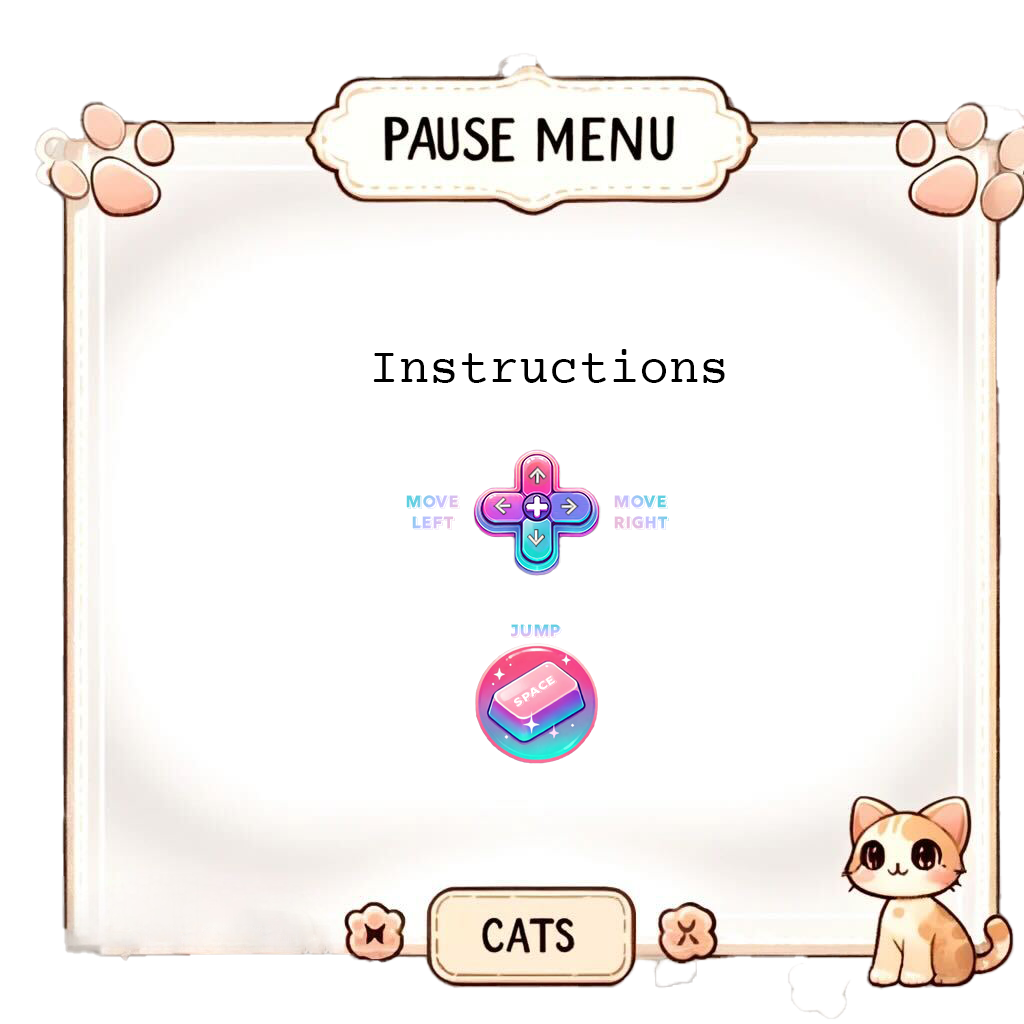 PAUSE MENU
Instructions
MOVE LEFT
MOVE RIGHT
JUMP
SPACE
CATS